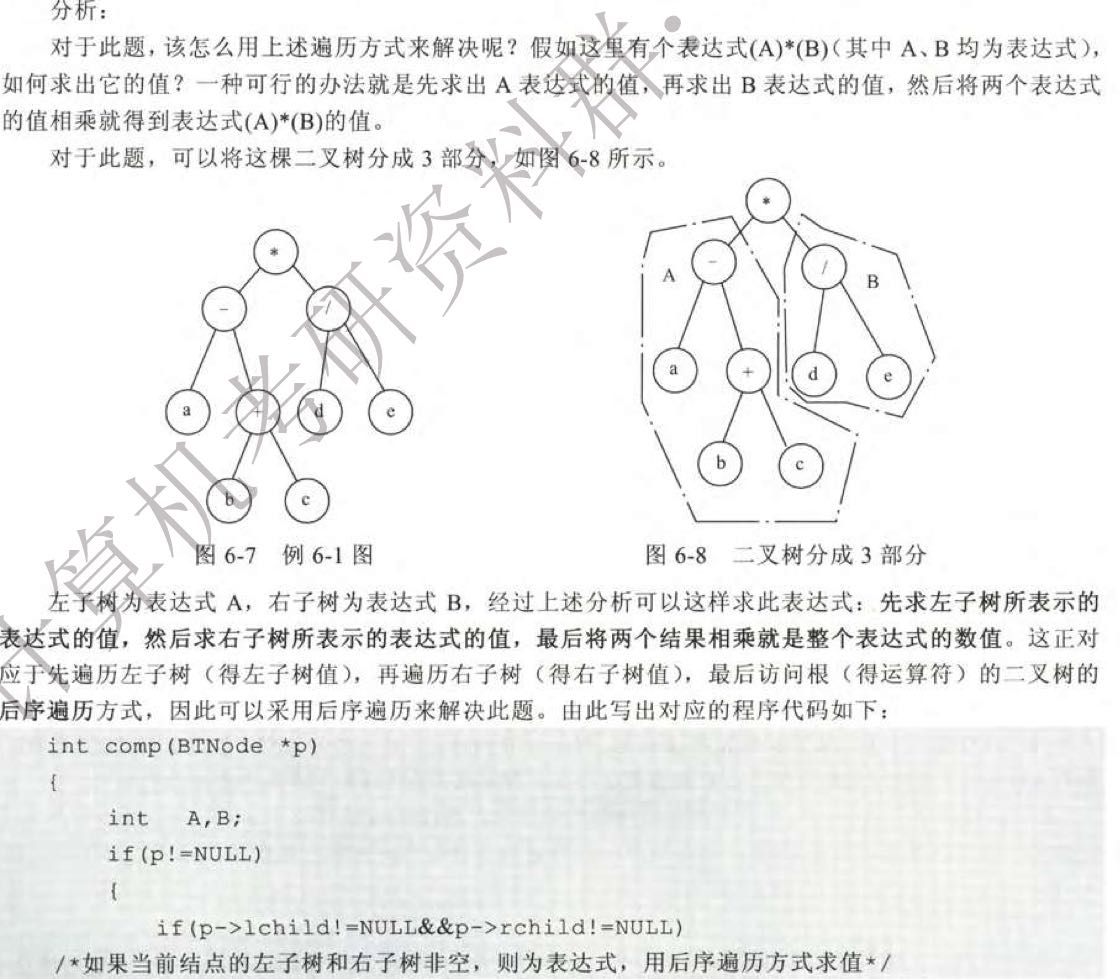 分析：
对于此题，该怎么用上述遍历方式来解决呢？假如这里有个表达式(A)*(B)（其中 A、B 均为表达式），
如何求出它的值？一种可行的办法就是先求出 A 表达式的值，再求出 B 表达式的值，然后将两个表达式
的值相乘就得到表达式(A)*(B)的值。
对于此题，可以将这棵二叉树分成 3 部分，如图 6-8 所示。
*
-
/
a
+
d
e
b
c
图 6-7 例 6-1 图
*
A
-
/
B
a
+
d
e
b
c
图 6-8 二叉树分成 3 部分
左子树为表达式 A，右子树为表达式 B，经过上述分析可以这样求此表达式：先求左子树所表示的
表达式的值，然后求右子树所表示的表达式的值，最后将两个结果相乘就是整个表达式的数值。这正对
应于先遍历左子树（得左子树值），再遍历右子树（得右子树值），最后访问根（得运算符）的二叉树的
后序遍历方式，因此可以采用后序遍历来解决此题。由此写出对应的程序代码如下：
int comp(BTNode *p)
{
int A,B;
if(p!=NULL)
{
if(p->lchild!=NULL&&p->rchild!=NULL)
/*如果当前结点的左子树和右子树非空，则为表达式，用后序遍历方式求值*/
计算机考研资料群：